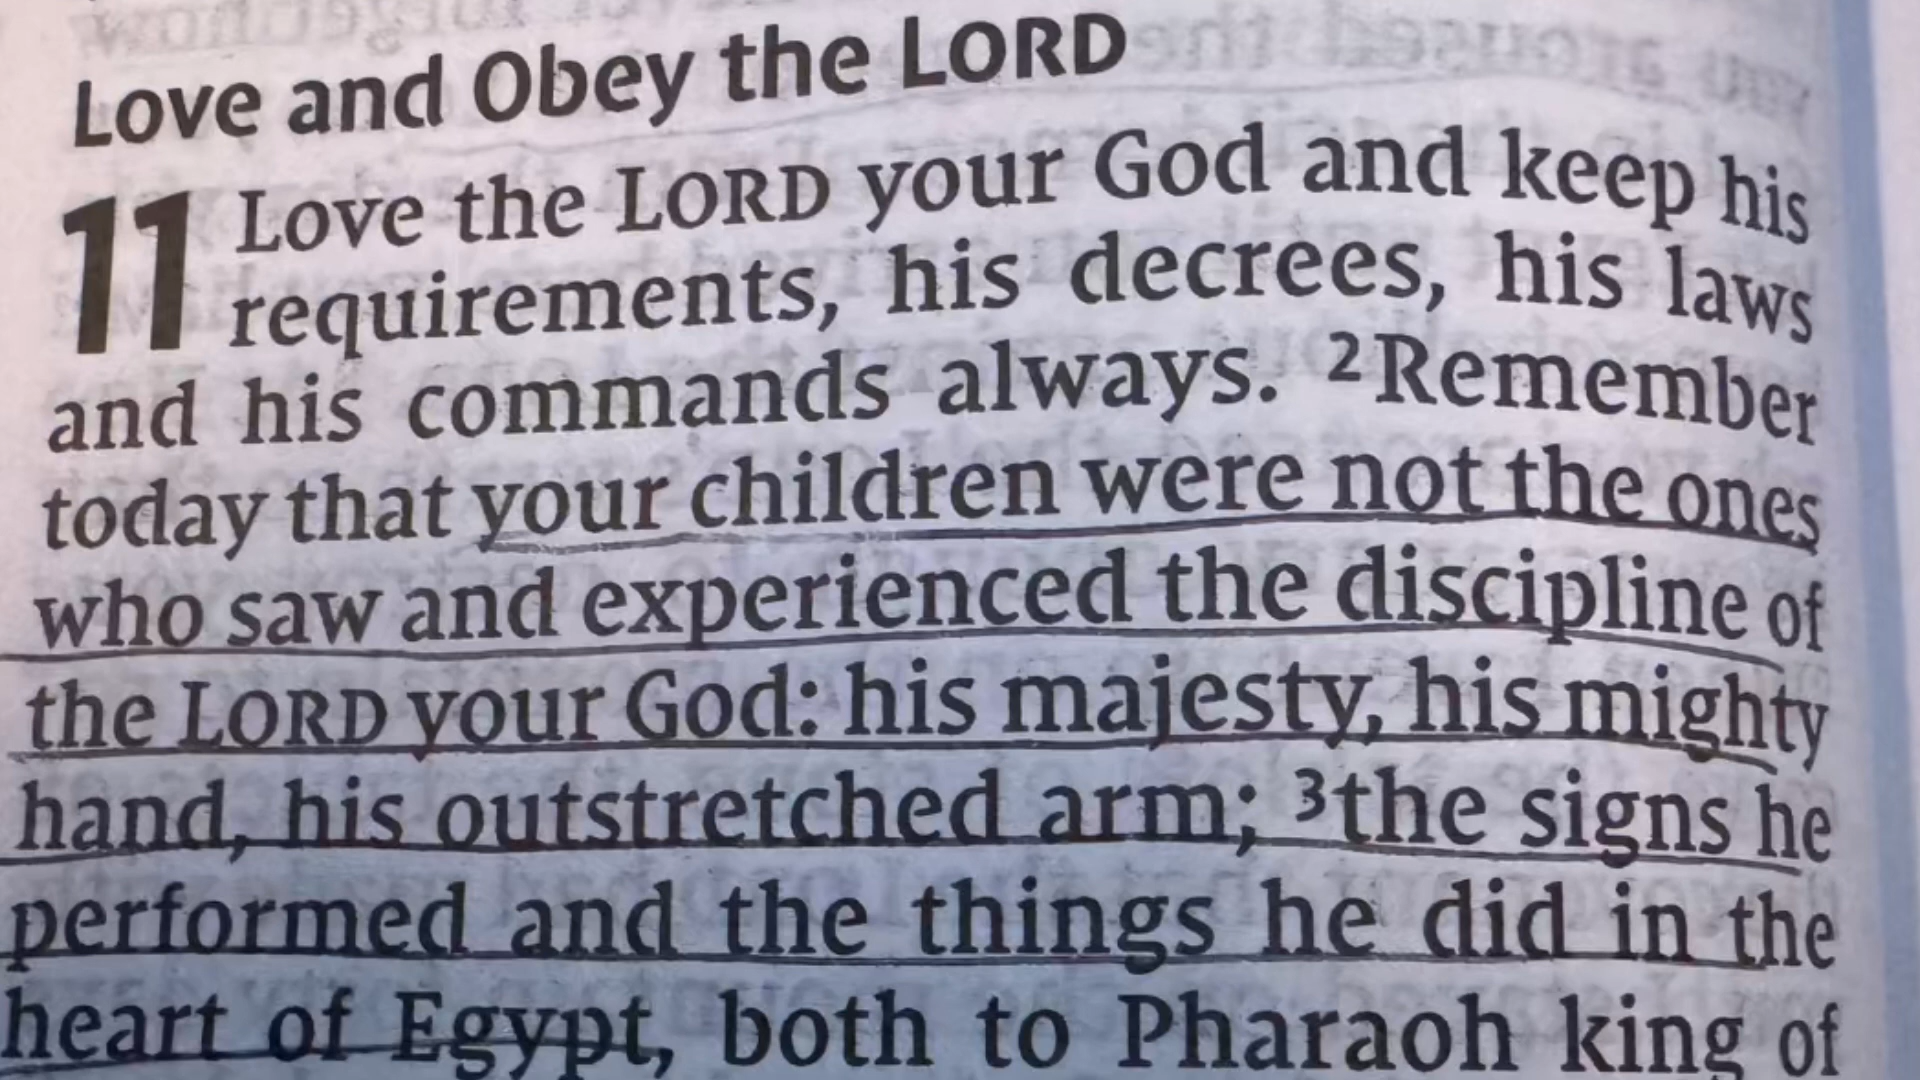 Love and Obey the LORD
11 Love the LORD your God and keep his
requirements, his decrees, his laws
and his commands always. 2Remember
today that your children were not the ones
who saw and experienced the discipline of
the LORD your God: his majesty, his mighty
hand, his outstretched arm; 3the signs he
performed and the things he did in the
heart of Egypt, both to Pharaoh king of